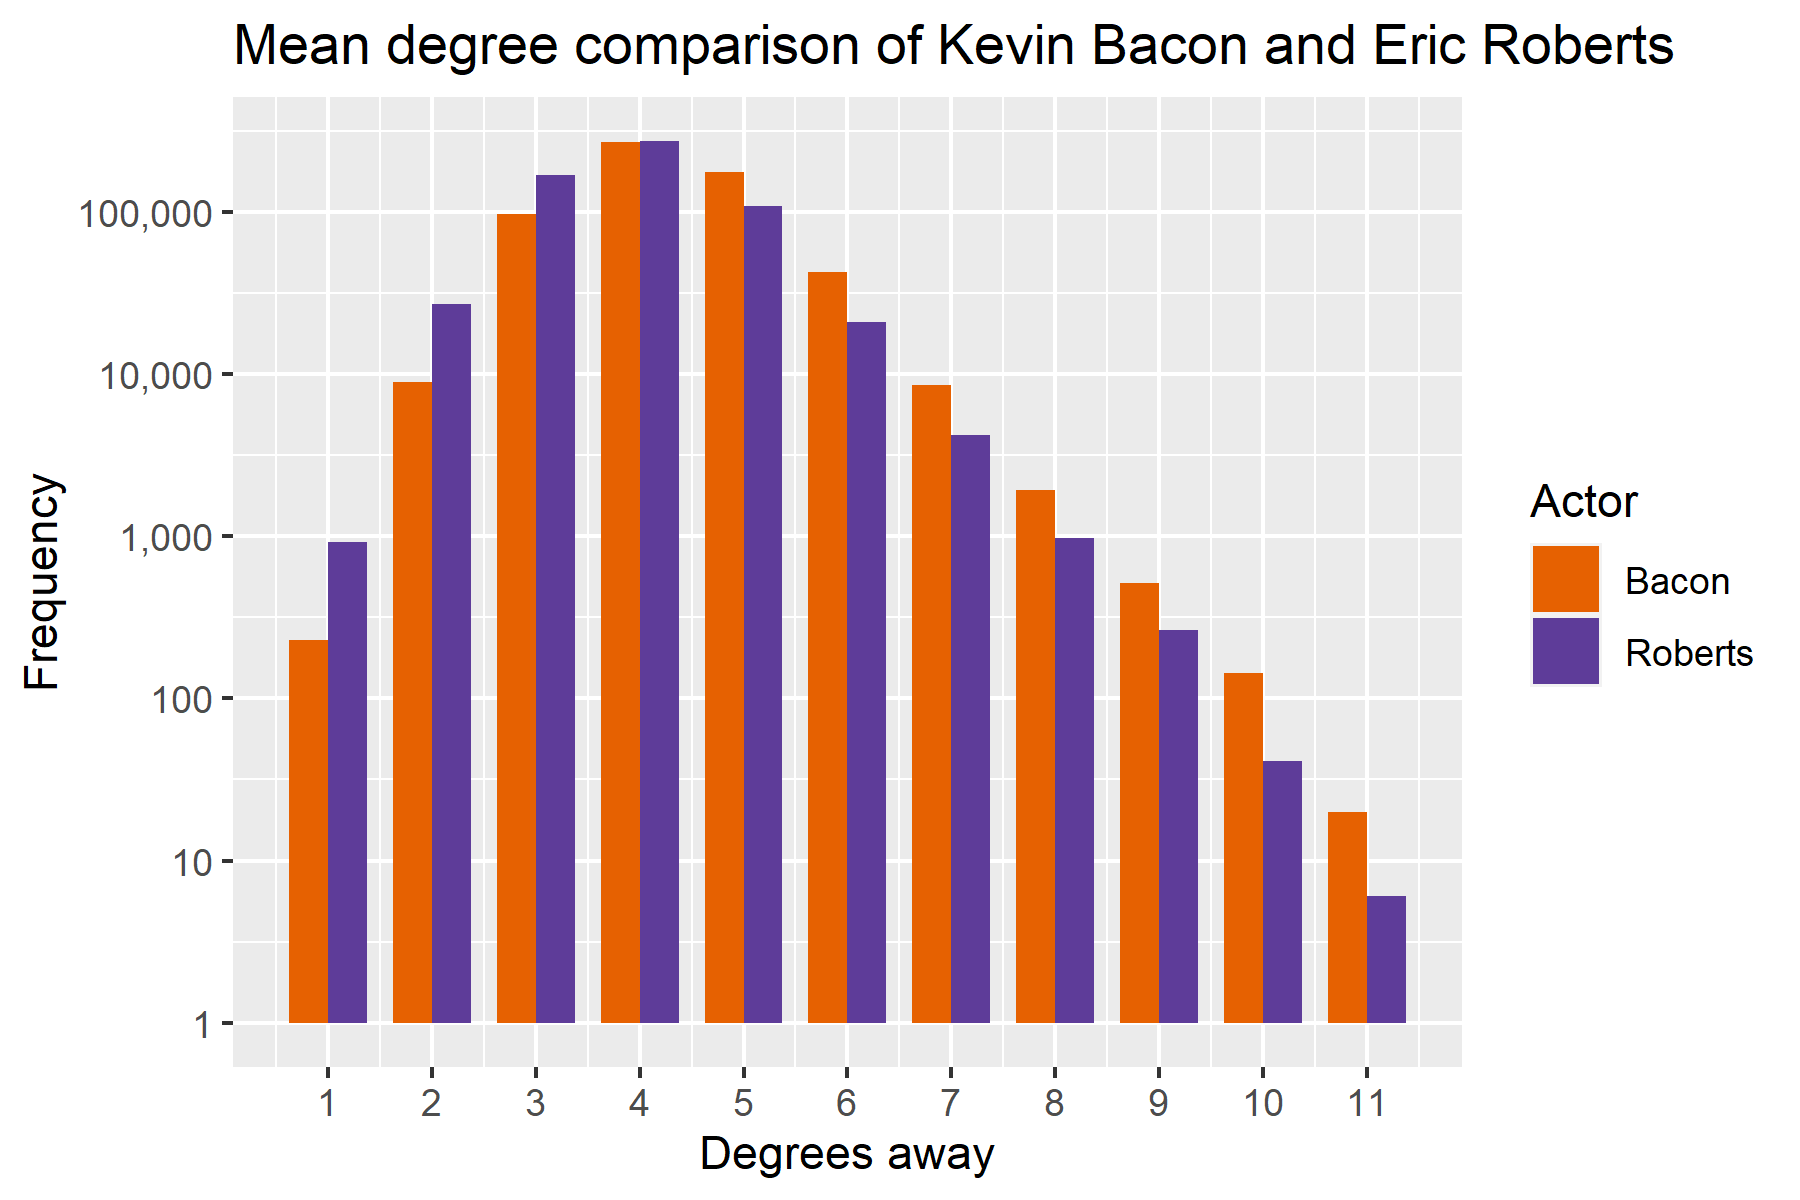 Mean degree comparison of Kevin Bacon and Eric Roberts
Frequency
100,000
10,000
1,000
100
10
1
1 2 3 4 5 6 7 8 9 10 11
Degrees away
Actor
Bacon
Roberts